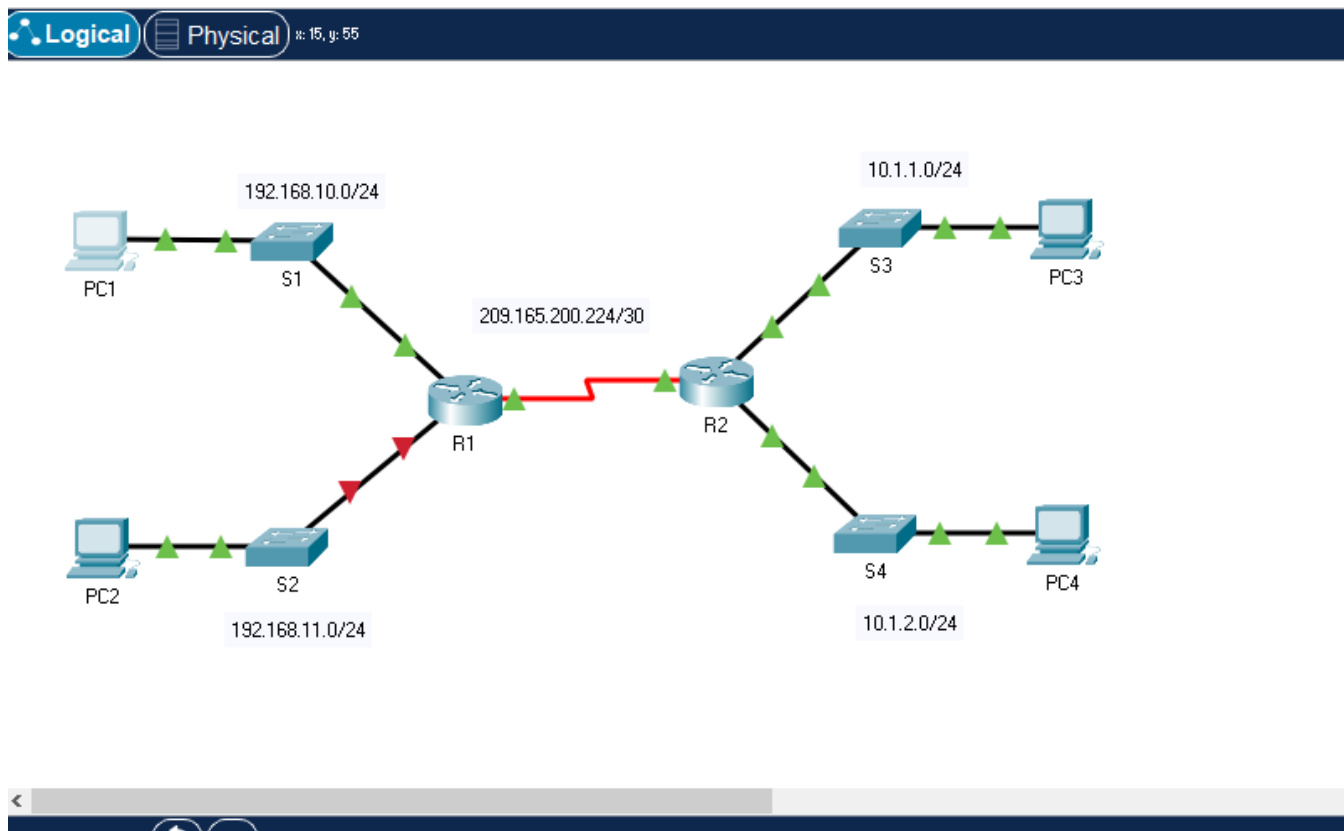 Logical Physical x: 15, y: 55
10.1.1.0/24
192.168.10.0/24
PC1 S1 S3 PC3
209.165.200.224/30
R1 R2
PC2 S2 S4 PC4
192.168.11.0/24 10.1.2.0/24